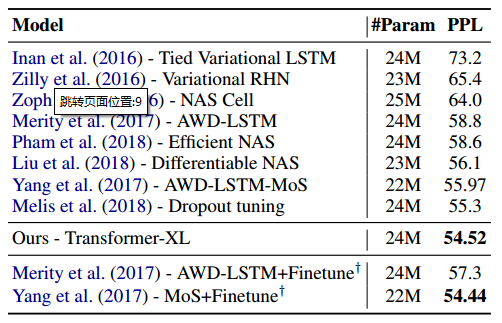 Model #Param PPL
Inan et al. (2016) - Tied Variational LSTM 24M 73.2
Zilly et al. (2016) - Variational RHN 23M 65.4
Zoph 跳转页面位置:9 6) - NAS Cell 25M 64.0
Merity et al. (2017) - AWD-LSTM 24M 58.8
Pham et al. (2018) - Efficient NAS 24M 58.6
Liu et al. (2018) - Differentiable NAS 23M 56.1
Yang et al. (2017) - AWD-LSTM-MoS 22M 55.97
Melis et al. (2018) - Dropout tuning 24M 55.3
Ours - Transformer-XL 24M 54.52
Merity et al. (2017) - AWD-LSTM+Finetune† 24M 57.3
Yang et al. (2017) - MoS+Finetune† 22M 54.44